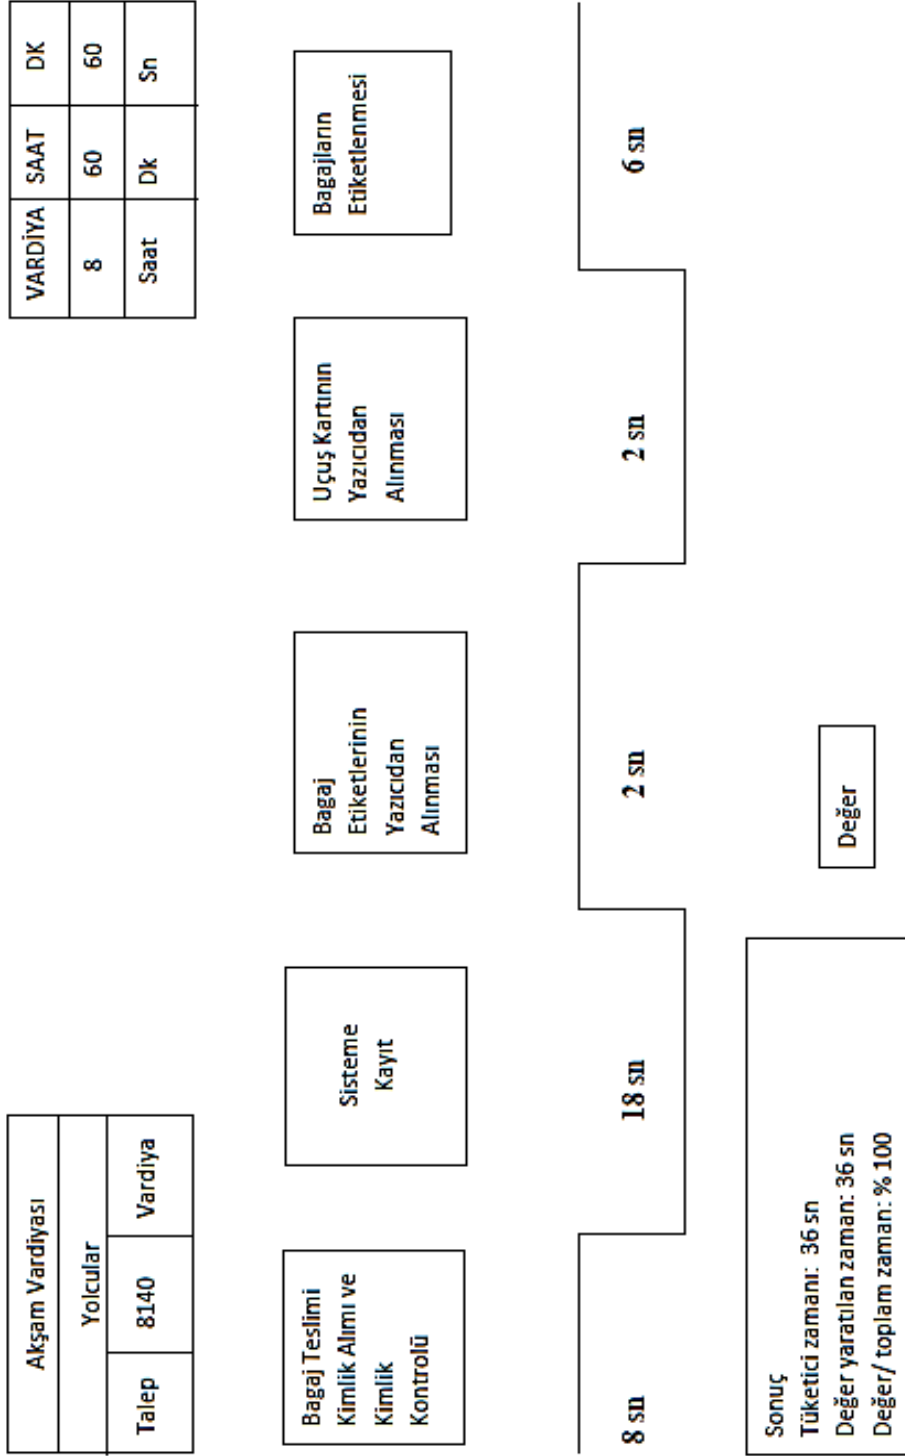 Akşam Vardiyası
Yolcular
Talep 8140 Vardiya
VARDİYA SAAT DK
8 60 60
Saat Dk Sn
Bagaj Teslimi
Kimlik Alımı ve
Kimlik
Kontrolü
Sisteme
Kayıt
Bagaj
Etiketlerinin
Yazıcıdan
Alınması
Uçuş Kartının
Yazıcıdan
Alınması
Bagajların
Etiketlenmesi
8 sn
18 sn
2 sn
2 sn
6 sn
Sonuç
Tüketici zamanı: 36 sn
Değer yaratılan zaman: 36 sn
Değer/ toplam zaman: % 100
Değer